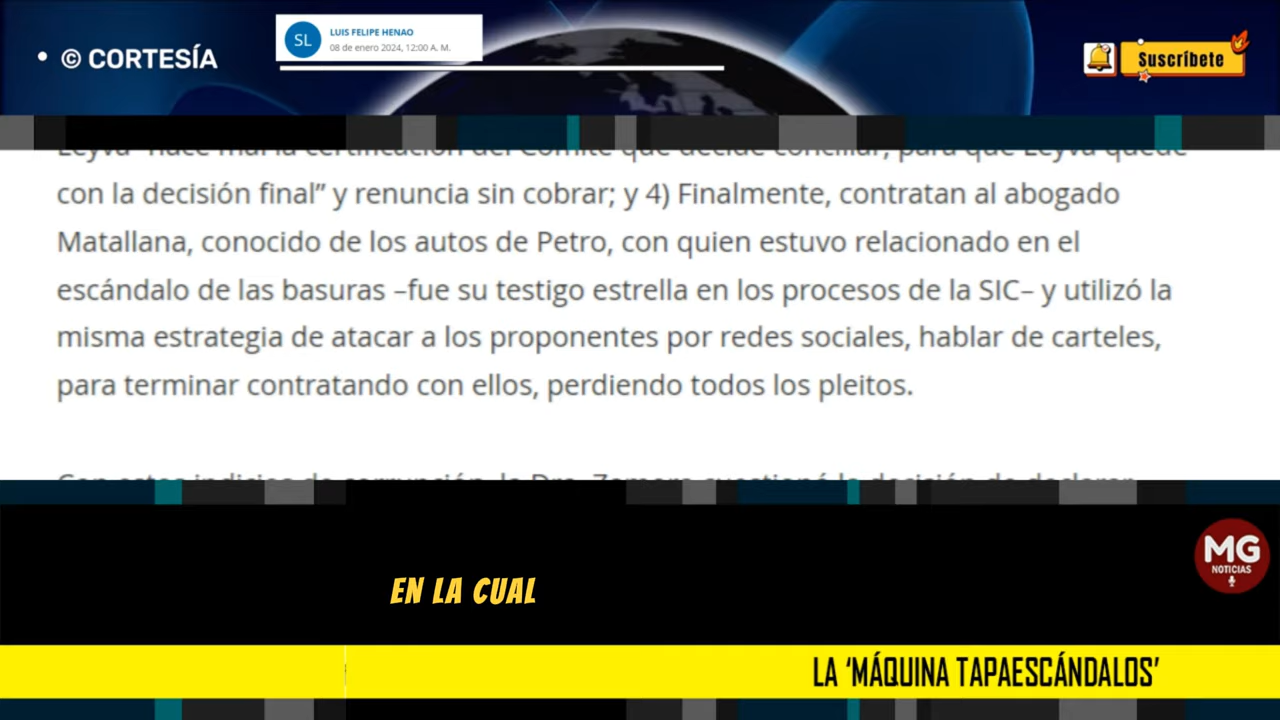 • © CORTESÍA
SL
LUIS FELIPE HENAO
08 de enero 2024, 12:00 A. M.
Suscríbete
Leyva
con la decisión final” y renuncia sin cobrar; y 4) Finalmente, contratan al abogado
Matallana, conocido de los autos de Petro, con quien estuvo relacionado en el
escándalo de las basuras –fue su testigo estrella en los procesos de la SIC– y utilizó la
misma estrategia de atacar a los proponentes por redes sociales, hablar de carteles,
para terminar contratando con ellos, perdiendo todos los pleitos.
MG
NOTICIAS
EN LA CUAL
LA ‘MÁQUINA TAPAESCÁNDALOS’